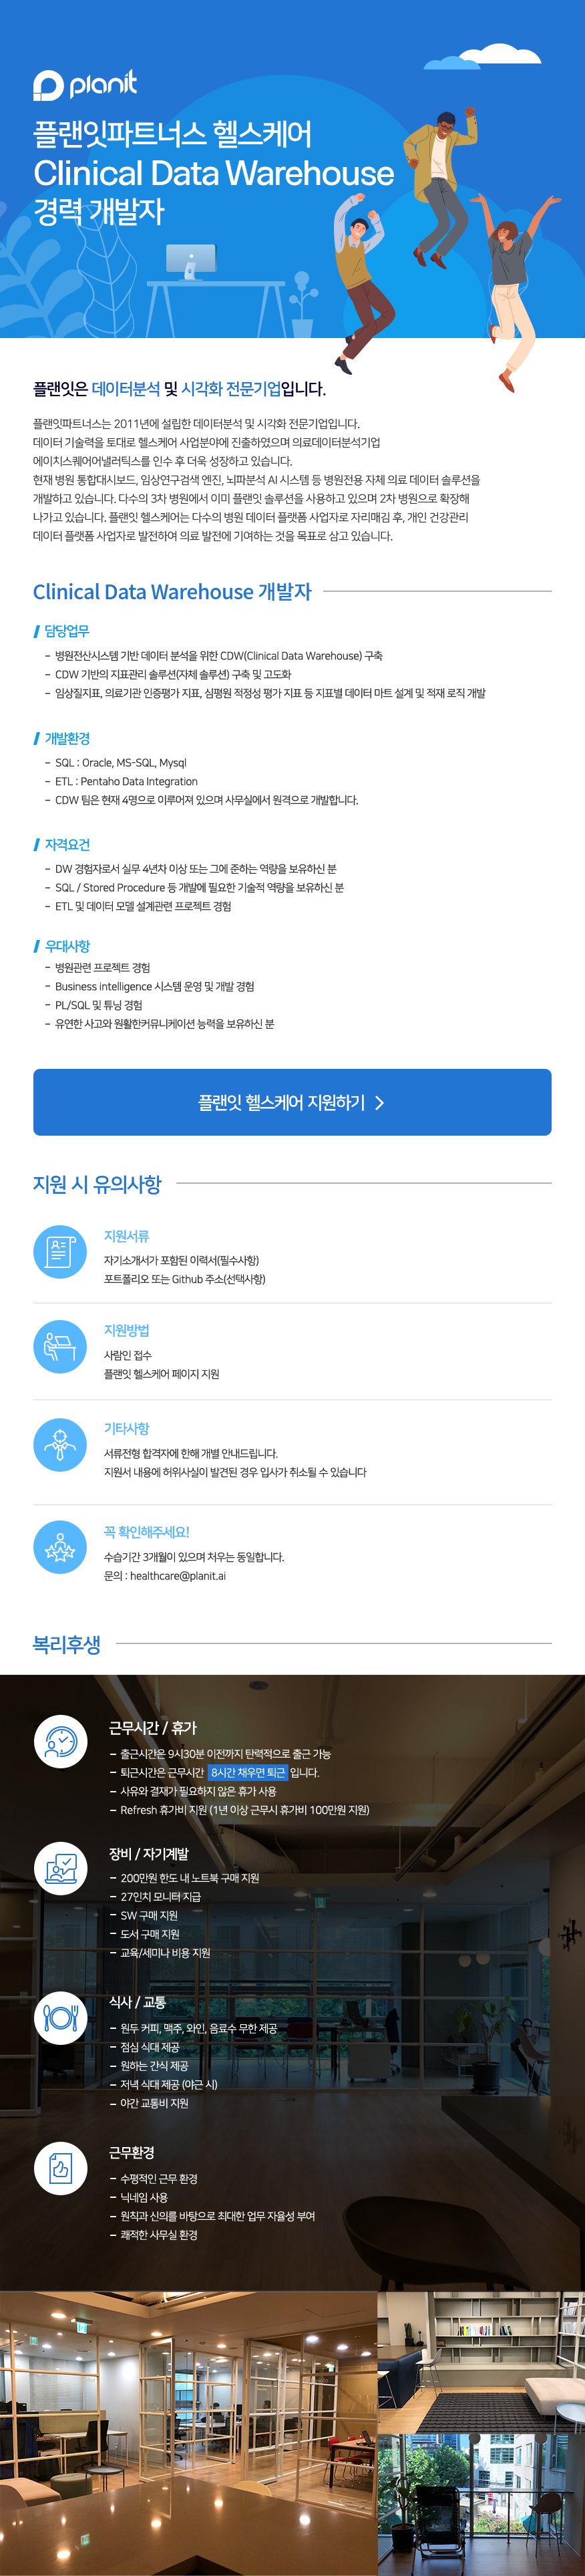 planit
플랜잇파트너스 헬스케어
Clinical Data Warehouse
경력 개발자
플랜잇은 데이터분석 및 시각화 전문기업입니다.
플랜잇파트너스는 2011년에 설립한 데이터분석 및 시각화 전문기업입니다.
데이터 기술력을 토대로 헬스케어 사업분야에 진출하였으며 의료데이터분석기업
에이치스퀘어어낼러틱스를 인수 후 더욱 성장하고 있습니다.
현재 병원 통합대시보드, 임상연구검색 엔진, 뇌파분석 AI 시스템 등 병원전용 자체 의료 데이터 솔루션을
개발하고 있습니다. 다수의 3차 병원에서 이미 플랜잇 솔루션을 사용하고 있으며 2차 병원으로 확장해
나가고 있습니다. 플랜잇 헬스케어는 다수의 병원 데이터 플랫폼 사업자로 자리매김 후, 개인 건강관리
데이터 플랫폼 사업자로 발전하여 의료 발전에 기여하는 것을 목표로 삼고 있습니다.
Clinical Data Warehouse 개발자
담당업무
- 병원전산시스템 기반 데이터 분석을 위한 CDW(Clinical Data Warehouse) 구축
- CDW 기반의 지표관리 솔루션(자체 솔루션) 구축 및 고도화
- 임상질지표, 의료기관 인증평가 지표, 심평원 적정성 평가 지표 등 지표별 데이터 마트 설계 및 적재 로직 개발
개발환경
- SQL : Oracle, MS-SQL, Mysql
- ETL : Pentaho Data Integration
- CDW 팀은 현재 4명으로 이루어져 있으며 사무실에서 원격으로 개발합니다.
자격요건
- DW 경험자로서 실무 4년차 이상 또는 그에 준하는 역량을 보유하신 분
- SQL / Stored Procedure 등 개발에 필요한 기술적 역량을 보유하신 분
- ETL 및 데이터 모델 설계관련 프로젝트 경험
우대사항
- 병원관련 프로젝트 경험
- Business intelligence 시스템 운영 및 개발 경험
- PL/SQL 및 튜닝 경험
- 유연한 사고와 원활한커뮤니케이션 능력을 보유하신 분
플랜잇 헬스케어 지원하기 >
지원 시 유의사항
지원서류
자기소개서가 포함된 이력서(필수사항)
포트폴리오 또는 Github 주소(선택사항)
지원방법
사람인 접수
플랜잇 헬스케어 페이지 지원
기타사항
서류전형 합격자에 한해 개별 안내드립니다.
지원서 내용에 허위사실이 발견된 경우 입사가 취소될 수 있습니다
꼭 확인해주세요!
수습기간 3개월이 있으며 처우는 동일합니다.
문의 : healthcare@planit.ai
복리후생
근무시간 / 휴가
- 출근시간은 9시30분 이전까지 탄력적으로 출근 가능
- 퇴근시간은 근무시간 8시간 채우면 퇴근 입니다.
- 사유와 결재가 필요하지 않은 휴가 사용
- Refresh 휴가비 지원 (1년 이상 근무시 휴가비 100만원 지원)
장비 / 자기계발
- 200만원 한도 내 노트북 구매 지원
- 27인치 모니터 지급
- SW 구매 지원
- 도서 구매 지원
- 교육/세미나 비용 지원
식사 / 교통
- 원두 커피, 맥주, 와인, 음료수 무한 제공
- 점심 식대 제공
- 원하는 간식 제공
- 저녁 식대 제공 (야근 시)
- 야간 교통비 지원
근무환경
- 수평적인 근무 환경
- 닉네임 사용
- 원칙과 신의를 바탕으로 최대한 업무 자율성 부여
- 쾌적한 사무실 환경